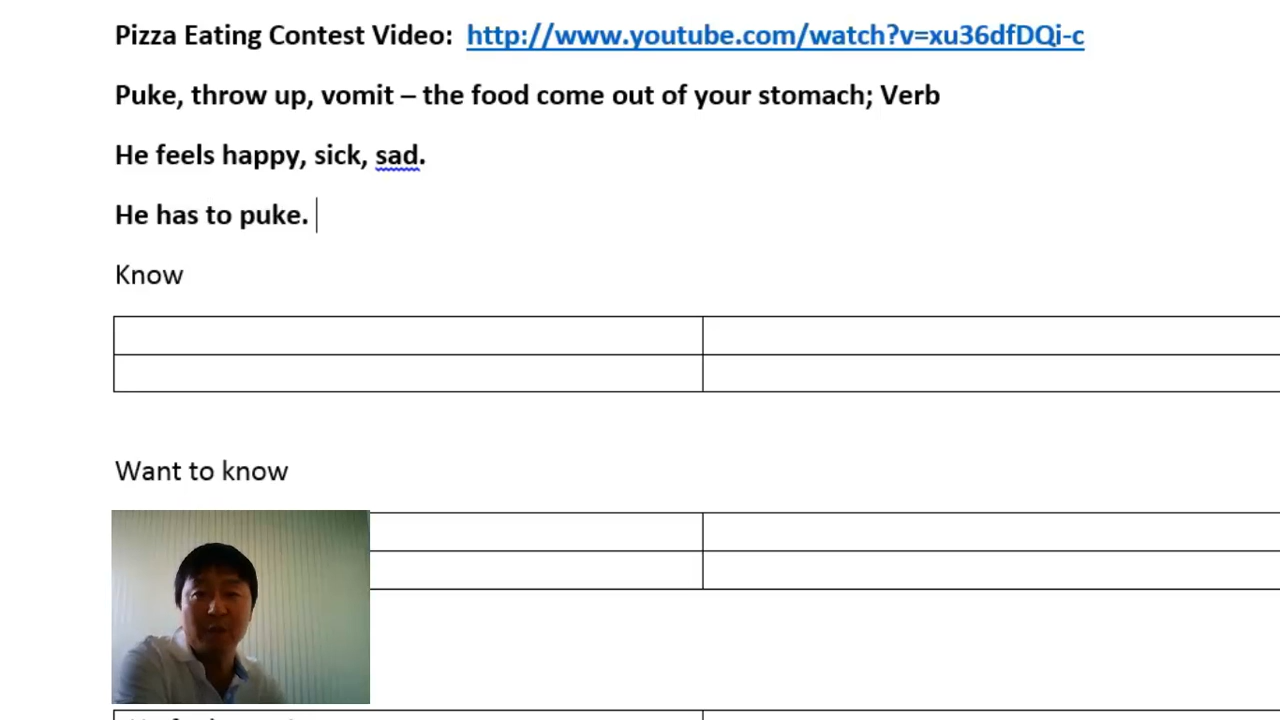 Pizza Eating Contest Video: http://www.youtube.com/watch?v=xu36dfDQi-c
Puke, throw up, vomit – the food come out of your stomach; Verb
He feels happy, sick, sad.
He has to puke.
Know
Want to know